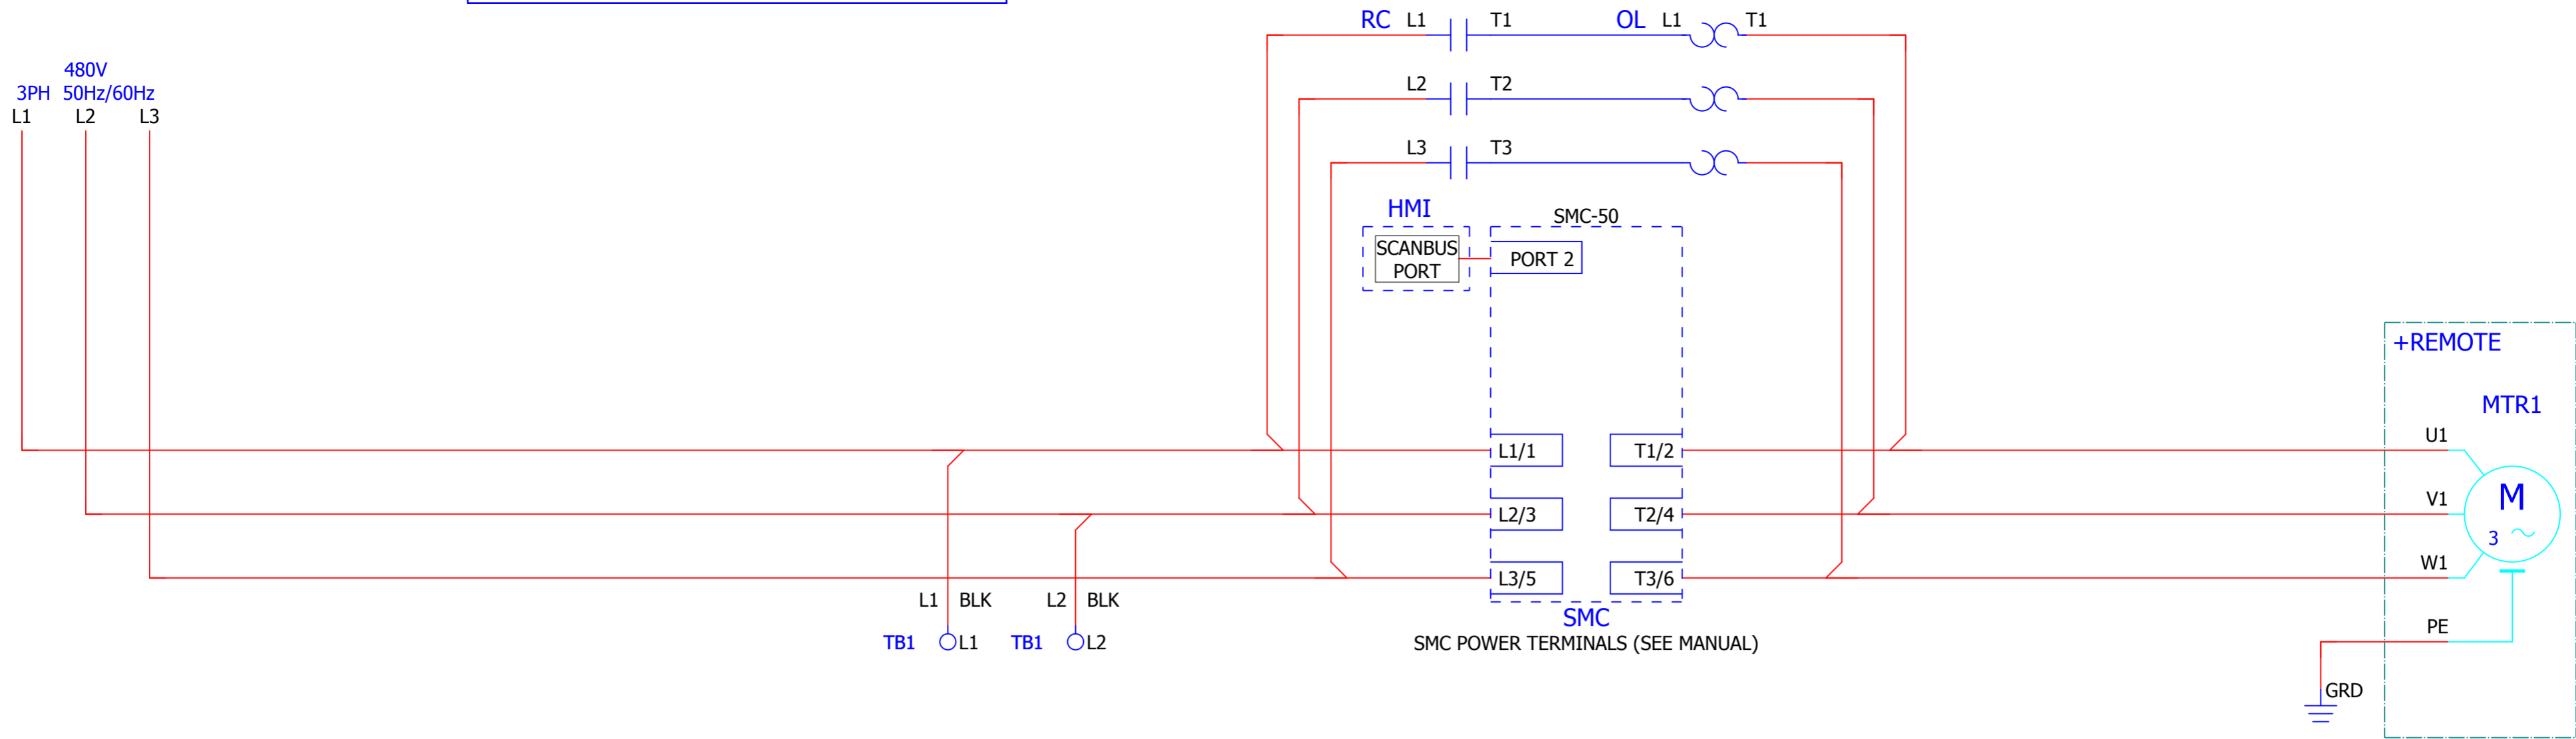 RC L1 T1 OL L1 T1
480V
3PH 50Hz/60Hz
L1 L2 L3
L2 T2
L3 T3
HMI
SMC-50
SCANBUS
PORT
PORT 2
+REMOTE
MTR1
U1
L1/1 T1/2
V1
M
L2/3 T2/4
3
W1
L3/5 T3/6
L1 BLK L2 BLK
SMC
PE
TB1 L1 TB1 L2
SMC POWER TERMINALS (SEE MANUAL)
GRD